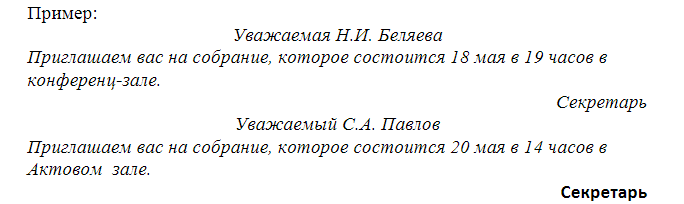 Пример:
Уважаемая Н.И. Беляева
Приглашаем вас на собрание, которое состоится 18 мая в 19 часов в
конференц-зале.
Секретарь
Уважаемый С.А. Павлов
Приглашаем вас на собрание, которое состоится 20 мая в 14 часов в
Актовом  зале.
Секретарь